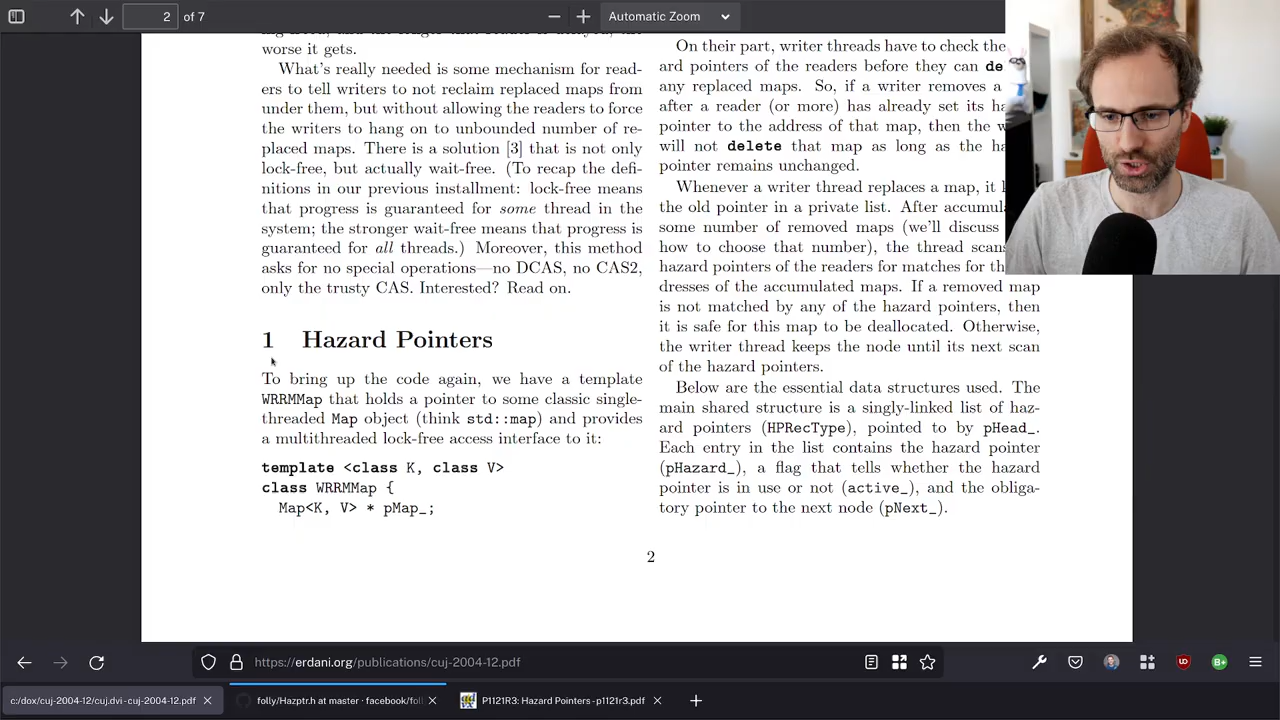 2 of 7
Automatic Zoom
worse it gets.
What's really needed is some mechanism for read-
ers to tell writers to not reclaim replaced maps from
under them, but without allowing the readers to force
the writers to hang on to unbounded number of re-
placed maps. There is a solution [3] that is not only
lock-free, but actually wait-free. (To recap the defi-
nitions in our previous installment: lock-free means
that progress is guaranteed for some thread in the
system; the stronger wait-free means that progress is
guaranteed for all threads.) Moreover, this method
asks for no special operations—no DCAS, no CAS2,
only the trusty CAS. Interested? Read on.
1 Hazard Pointers
To bring up the code again, we have a template
WRRMMap that holds a pointer to some classic single-
threaded Map object (think std::map) and provides
a multithreaded lock-free access interface to it:
template <class K, class V>
class WRRMMap {
Map<K, V> * pMap_;
On their part, writer threads have to check the
ard pointers of the readers before they can de
any replaced maps. So, if a writer removes a
after a reader (or more) has already set its ha
pointer to the address of that map, then the w
will not delete that map as long as the ha
pointer remains unchanged.
Whenever a writer thread replaces a map, it k
the old pointer in a private list. After accumula
some number of removed maps (we'll discuss
how to choose that number), the thread scans
hazard pointers of the readers for matches for th
dresses of the accumulated maps. If a removed map
is not matched by any of the hazard pointers, then
it is safe for this map to be deallocated. Otherwise,
the writer thread keeps the node until its next scan
of the hazard pointers.
Below are the essential data structures used. The
main shared structure is a singly-linked list of haz-
ard pointers (HPRecType), pointed to by pHead_.
Each entry in the list contains the hazard pointer
(pHazard_), a flag that tells whether the hazard
pointer is in use or not (active_), and the obliga-
tory pointer to the next node (pNext_).
2
https://erdani.org/publications/cuj-2004-12.pdf
c:/dox/cuj-2004-12/cuj.dvi - cuj-2004-12.pdf
folly/Hazptr.h at master · facebook/fol
P1121R3: Hazard Pointers - p1121r3.pdf